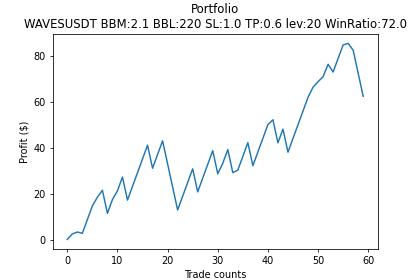 Portfolio
WAVESUSDT BBM:2.1 BBL:220 SL:1.0 TP:0.6 lev:20 WinRatio:72.0
Profit ($)
80
60
40
20
0
0 10 20 30 40 50 60
Trade counts